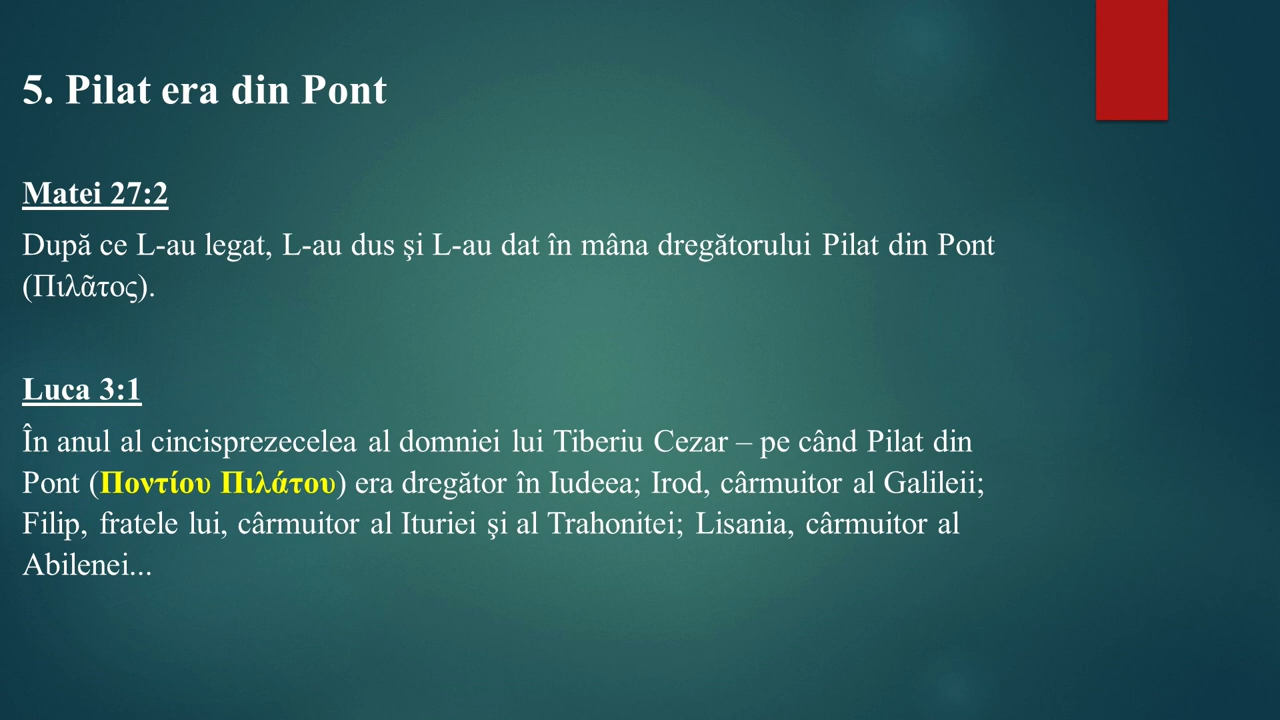 5. Pilat era din Pont
Matei 27:2
După ce L-au legat, L-au dus şi L-au dat în mâna dregătorului Pilat din Pont
(Πιλᾶτος).
Luca 3:1
În anul al cincisprezecelea al domniei lui Tiberiu Cezar – pe când Pilat din
Pont (Ποντίου Πιλάτου) era dregător în Iudeea; Irod, cârmuitor al Galileii;
Filip, fratele lui, cârmuitor al Ituriei şi al Trahonitei; Lisania, cârmuitor al
Abilenei...